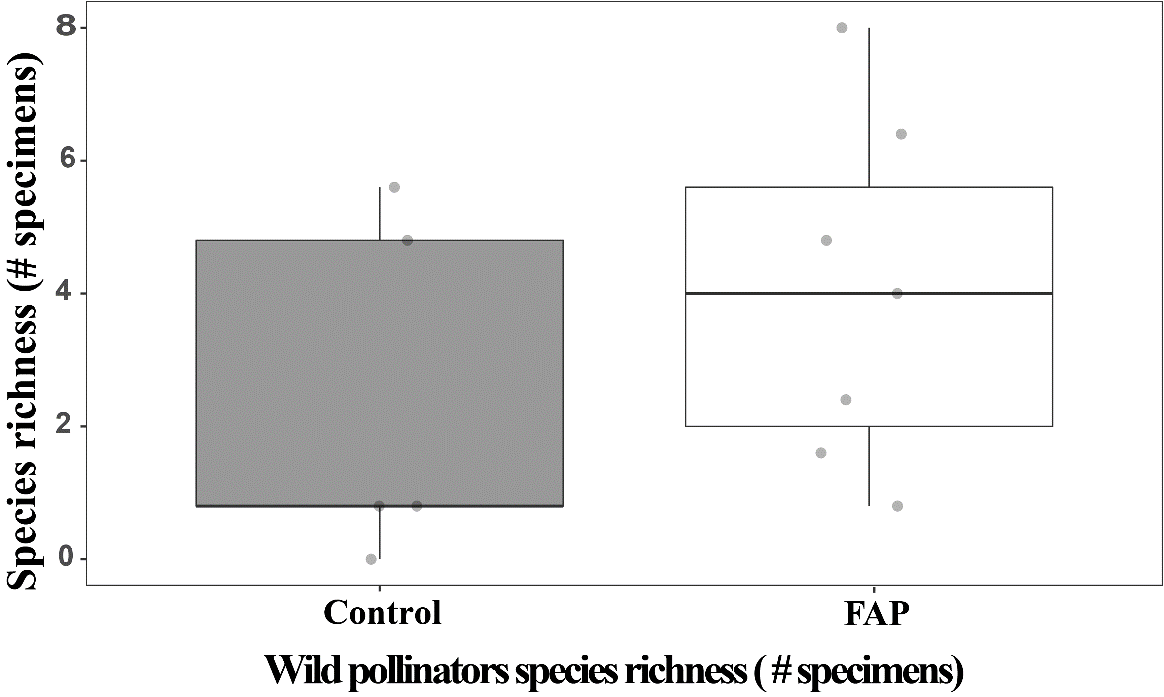 Species richness (# specimens)
8
6
4
2
0
Control
FAP
Wild pollinators species richness ( # specimens)